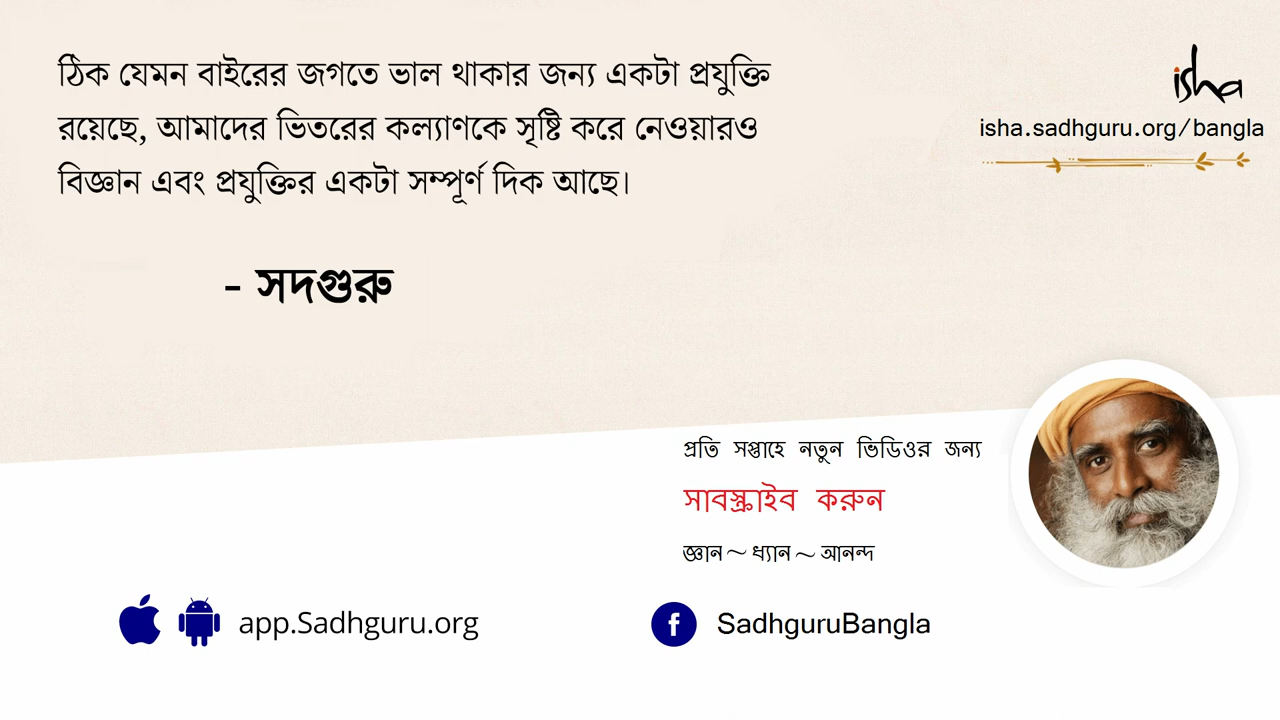 ঠিক যেমন বাইরের জগতে ভাল থাকার জন্য একটা প্রযুক্তি
রয়েছে, আমাদের ভিতরের কল্যাণকে সৃষ্টি করে নেওয়ারও
বিজ্ঞান এবং প্রযুক্তির একটা সম্পূর্ণ দিক আছে।
- সদগুরু
isha
isha.sadhguru.org/bangla
প্রতি সপ্তাহে নতুন ভিডিওর জন্য
সাবস্ক্রাইব করুন
জ্ঞান ~ ধ্যান ~ আনন্দ
app.Sadhguru.org
f
SadhguruBangla